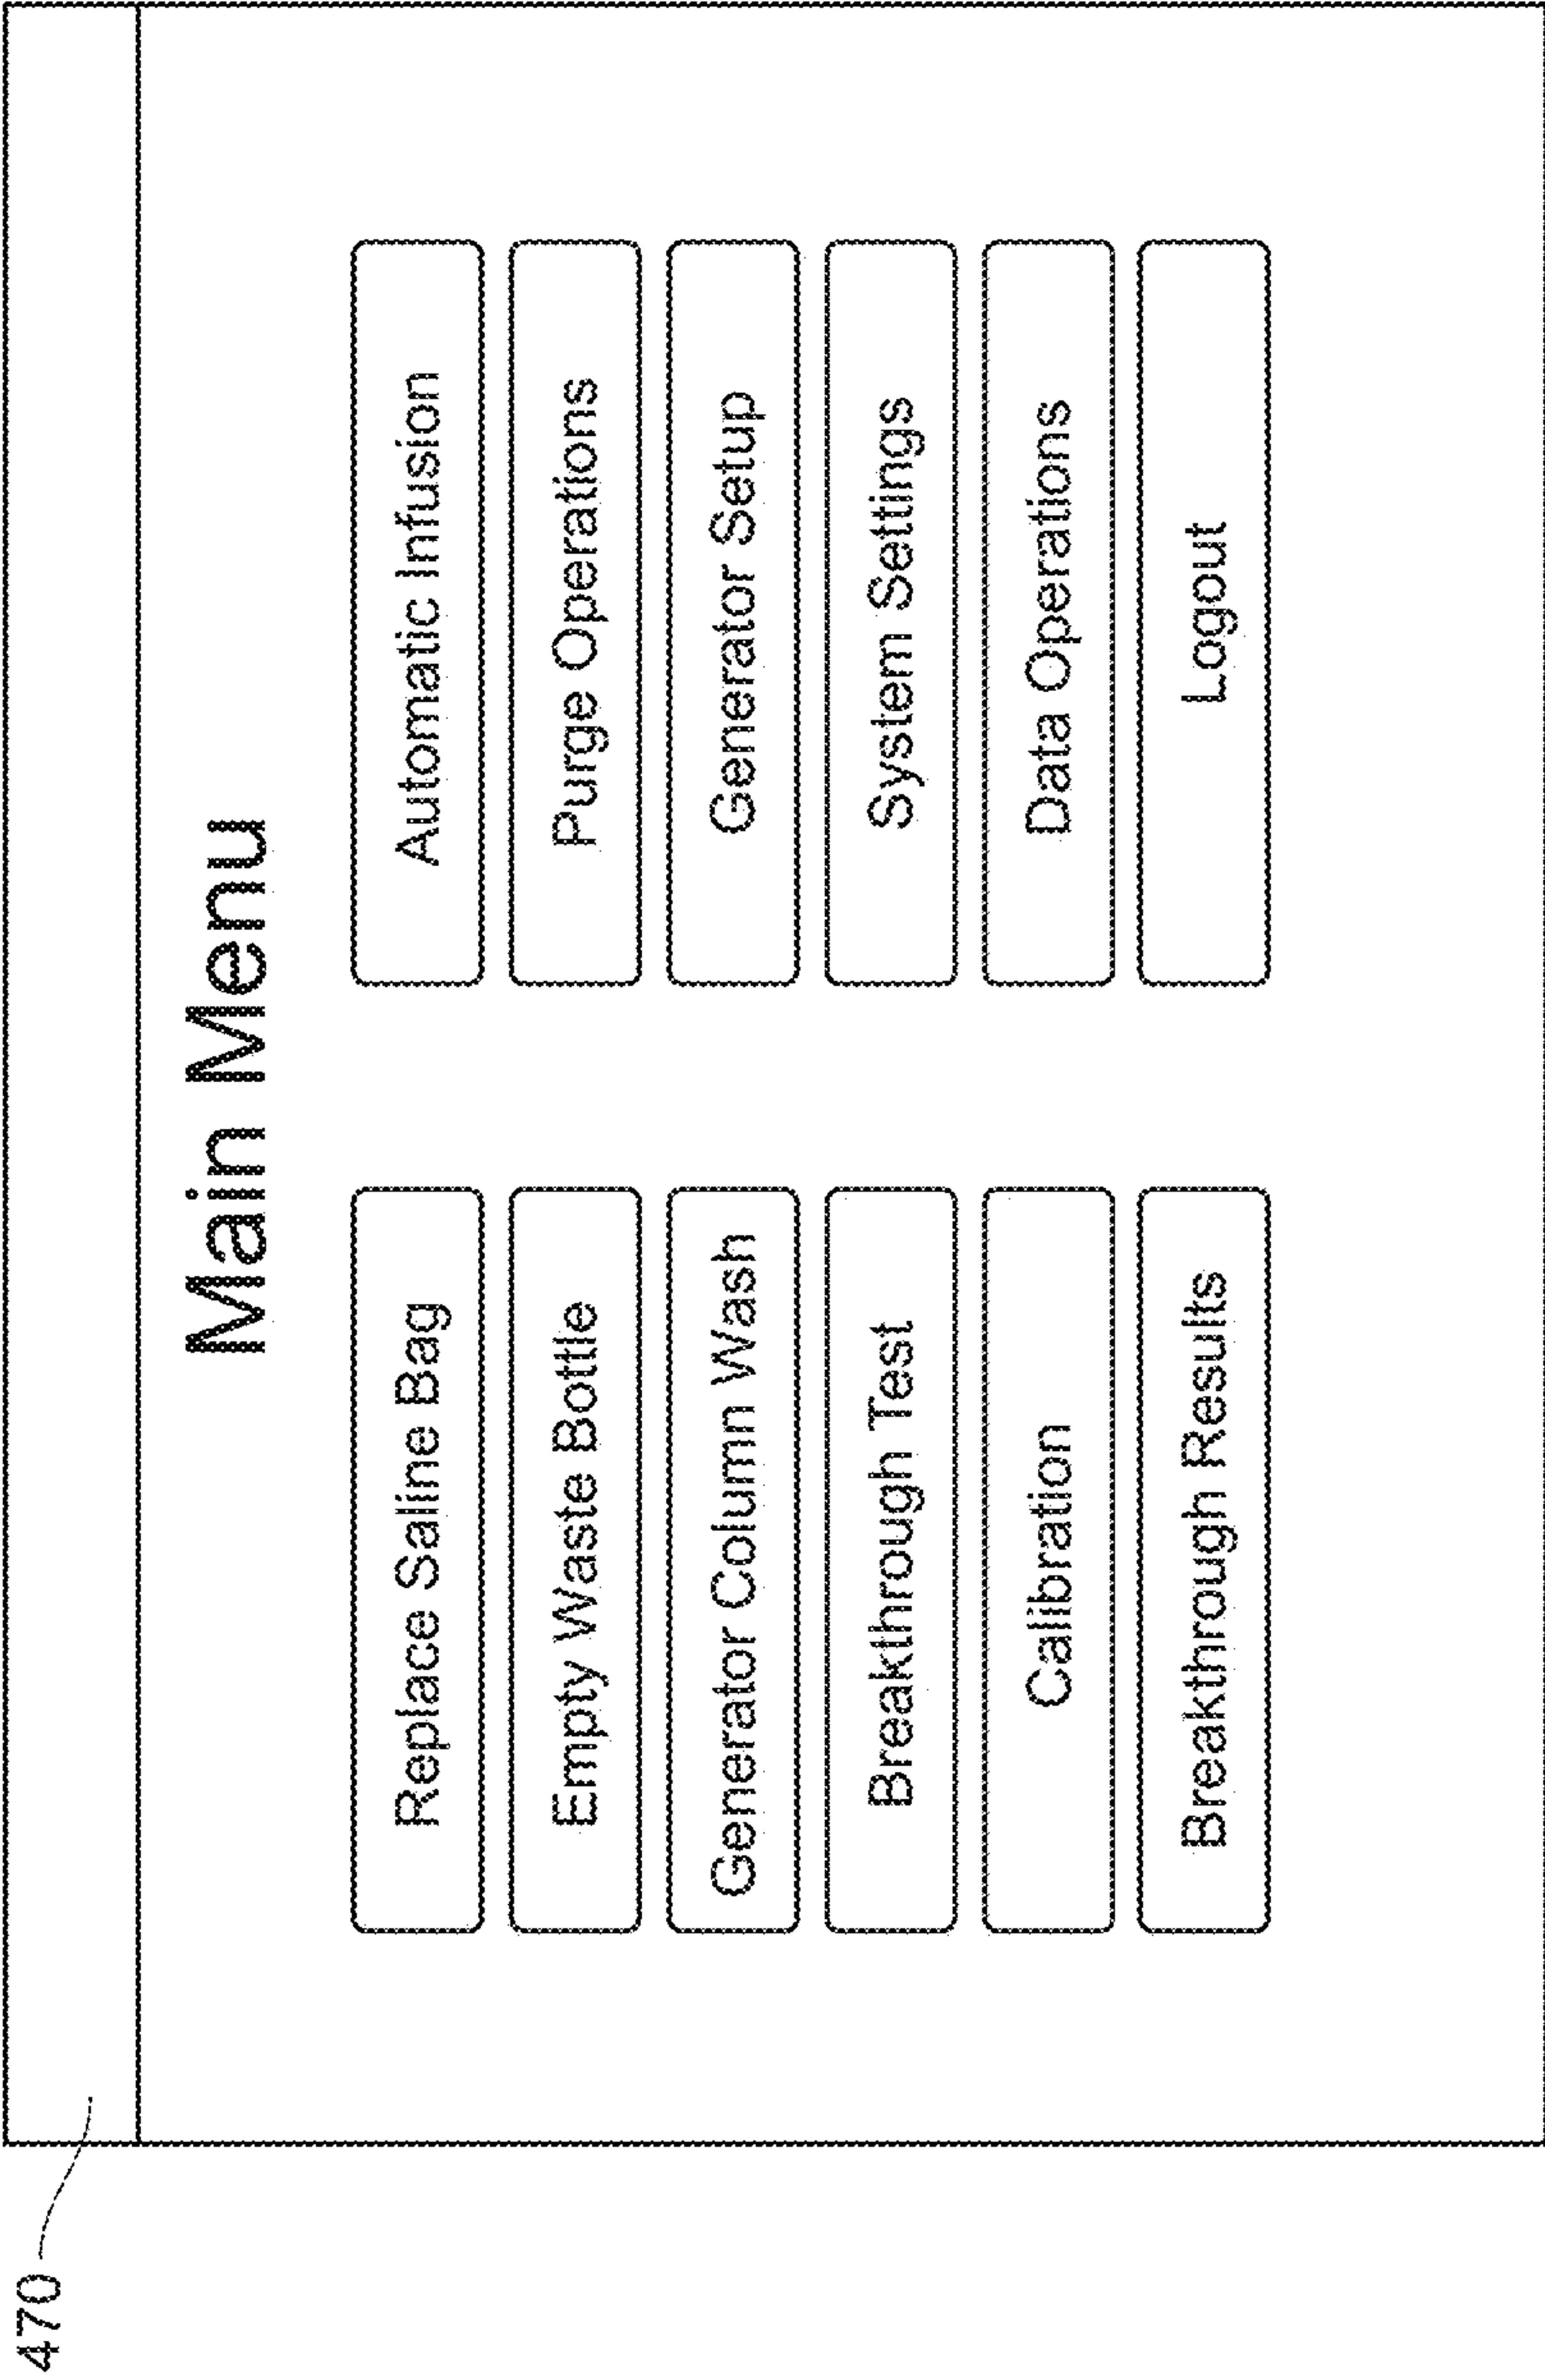 470
Main Menu
Replace Saline Bag
Automatic Infusion
Empty Waste Bottle
Purge Operations
Generator Column Wash
Generator Setup
Breakthrough Test
System Settings
Calibration
Data Operations
Breakthrough Results
Logout